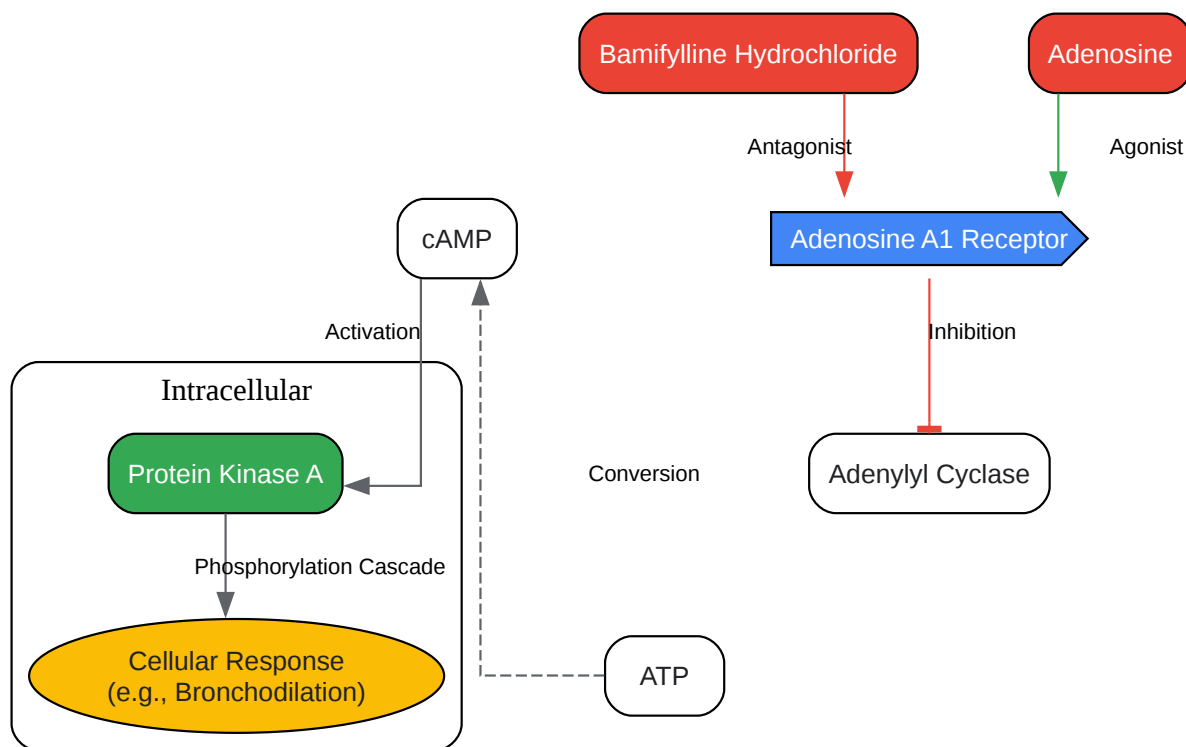 Bamifylline Hydrochloride
Adenosine
Antagonist
Agonist
cAMP
Adenosine A1 Receptor
Activation
Inhibition
Intracellular
Protein Kinase A
Conversion
Adenylyl Cyclase
Phosphorylation Cascade
Cellular Response
(e.g., Bronchodilation)
ATP